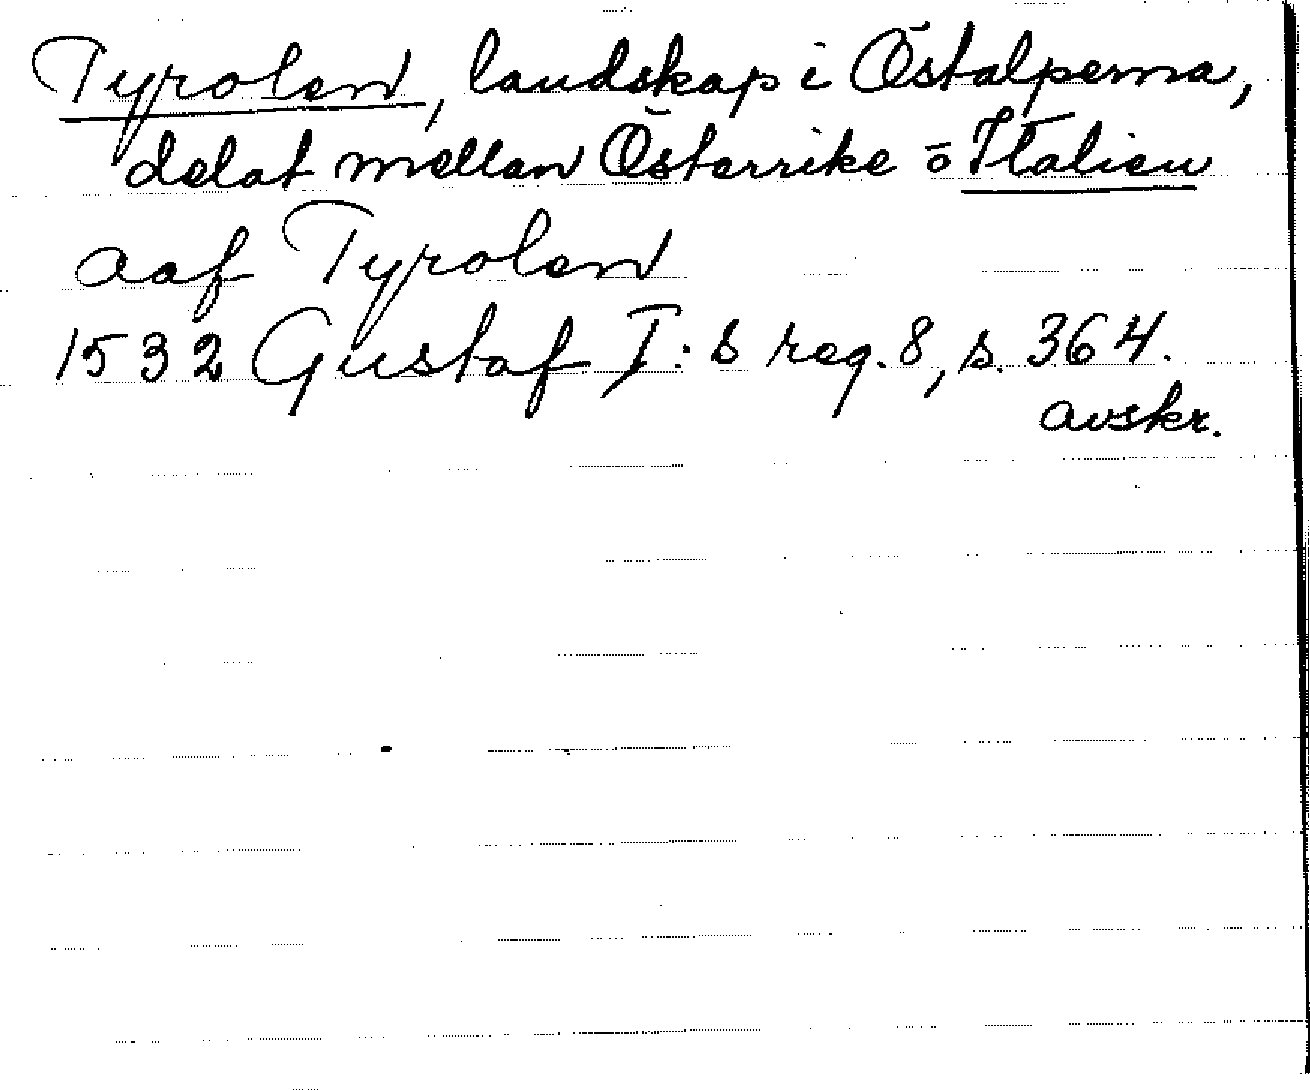 Tyrolen, landskap i Östalperna,
delat mellan Österrike o Italien
aaf Tyrolen
1532 Gustaf I:s reg. 8, s. 364.
avskr.